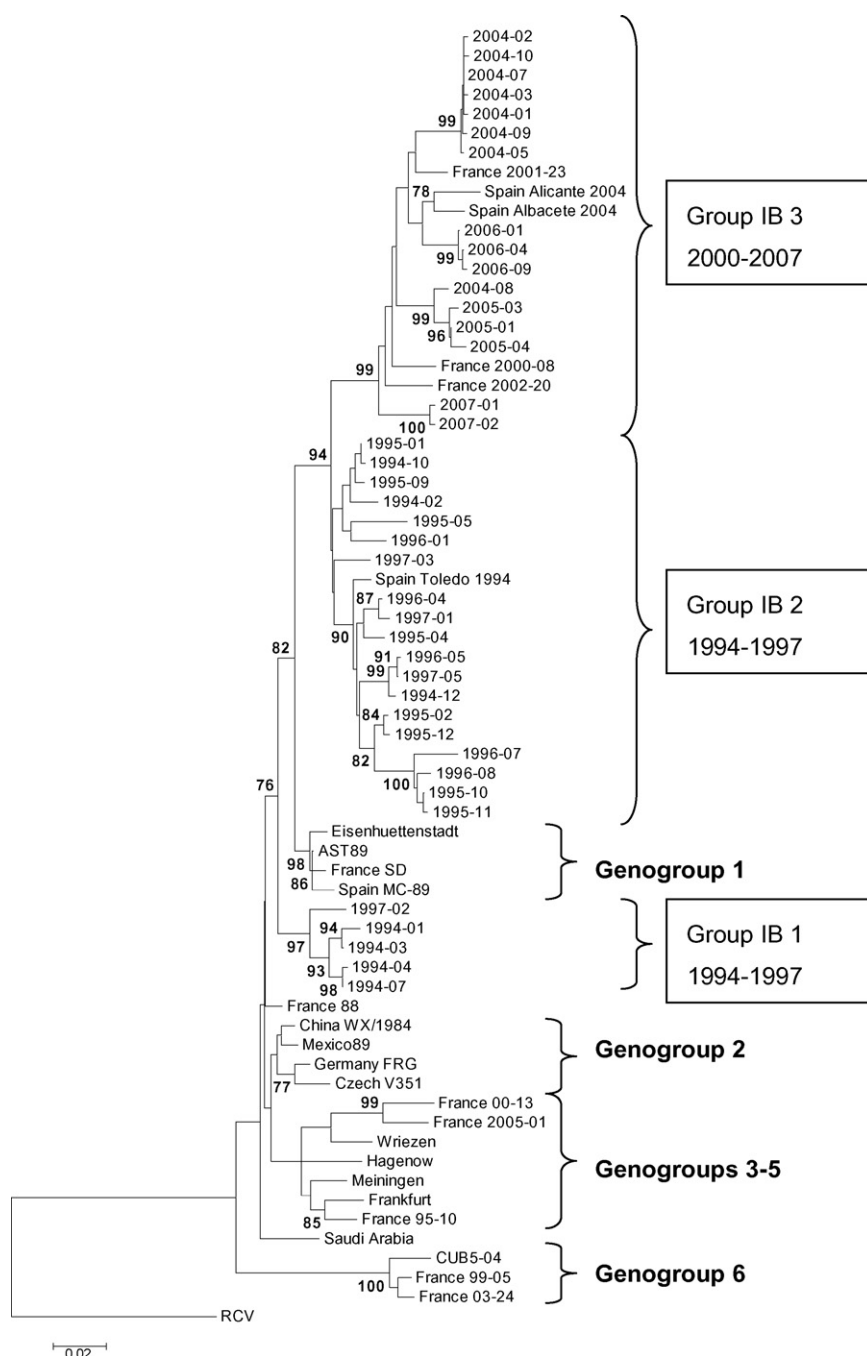 2004-02
2004-10
2004-07
2004-03
2004-01
2004-09
99
2004-05
France 2001-23
78
Spain Alicante 2004
Spain Albacete 2004
2006-01
2006-04
99
2006-09
2004-08
2005-03
99
2005-01
96
2005-04
France 2000-08
99
France 2002-20
2007-01
100
2007-02
Group IB 3
2000-2007
1995-01
94
1994-10
1995-09
1994-02
1995-05
1996-01
1997-03
Spain Toledo 1994
87
1996-04
1997-01
90
1995-04
91
1996-05
99
1997-05
1994-12
84
1995-02
1995-12
82
1996-07
1996-08
100
1995-10
1995-11
Group IB 2
1994-1997
82
76
Eisenhuettenstadt
AST89
98
France SD
86
Spain MC-89
Genogroup 1
1997-02
94
1994-01
97
1994-03
93
1994-04
98
1994-07
Group IB 1
1994-1997
France 88
China WX/1984
Mexico89
Germany FRG
77
Czech V351
Genogroup 2
99
France 00-13
France 2005-01
Wriezen
Hagenow
Meiningen
Frankfurt
85
France 95-10
Genogroups 3-5
Saudi Arabia
CUB5-04
France 99-05
100
France 03-24
Genogroup 6
RCV
0.02